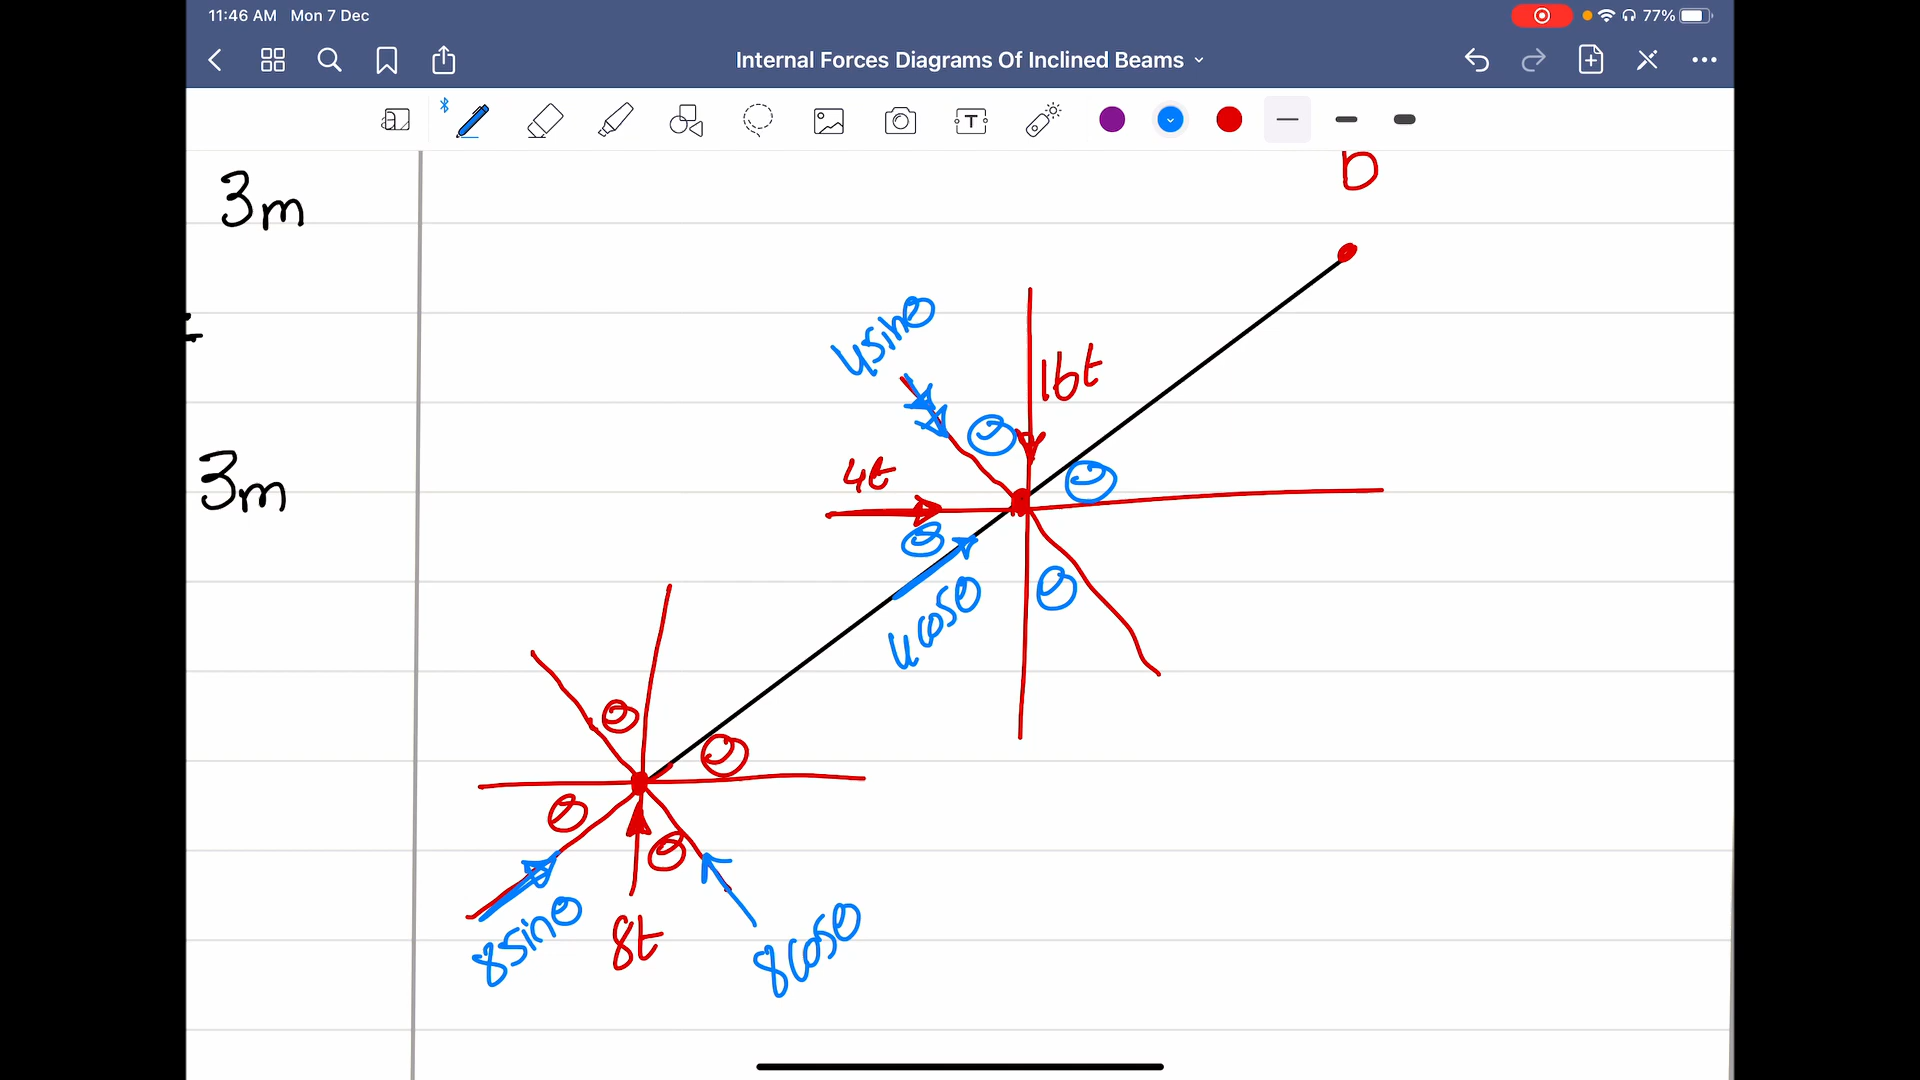 11:46 AM Mon 7 Dec
77%
Internal Forces Diagrams Of Inclined Beams
T
3m
D
4sinθ
16t
θ
θ
4t
θ
4cosθ
θ
3m
θ
θ
θ
θ
8sinθ
8t
8cosθ